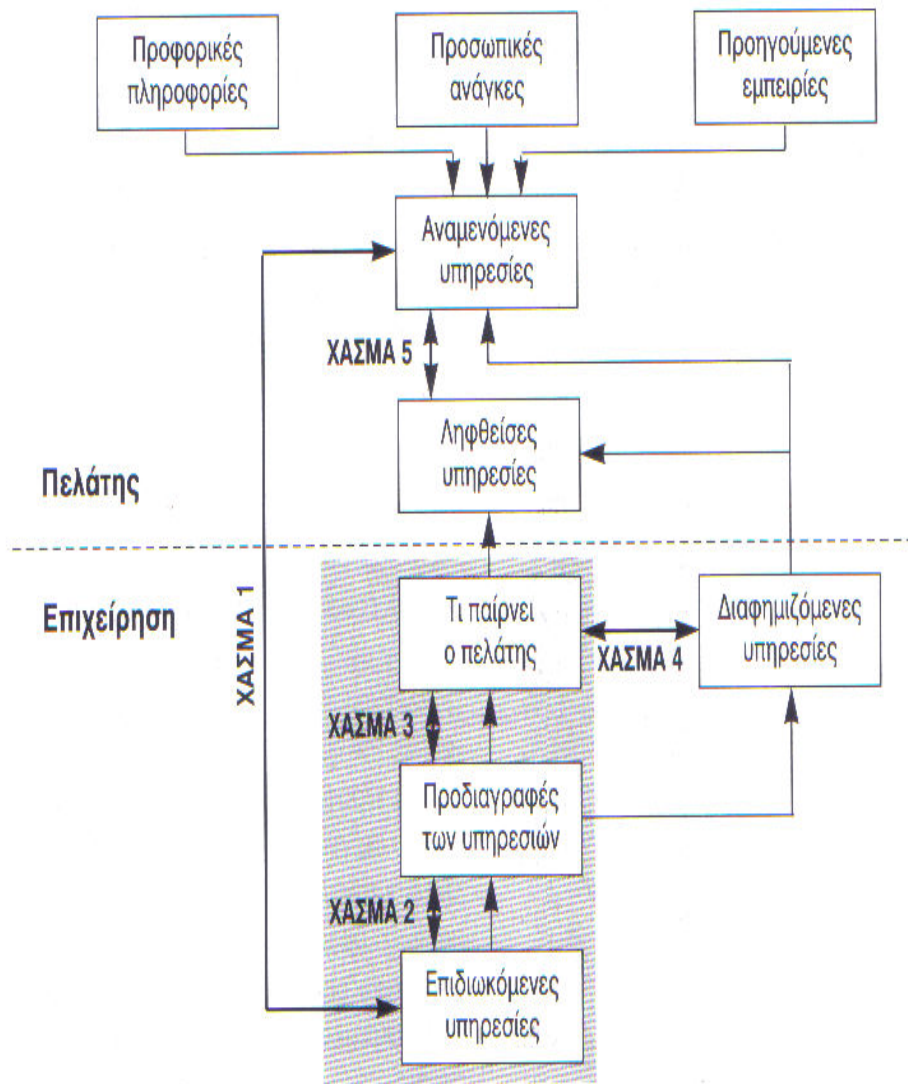 Προφορικές
πληροφορίες
Προσωπικές
ανάγκες
Προηγούμενες
εμπειρίες
Αναμενόμενες
υπηρεσίες
ΧΑΣΜΑ 5
Ληφθείσες
υπηρεσίες
Πελάτης
Επιχείρηση
ΧΑΣΜΑ 1
Τι παίρνει
ο πελάτης
ΧΑΣΜΑ 4
Διαφημιζόμενες
υπηρεσίες
ΧΑΣΜΑ 3
Προδιαγραφές
των υπηρεσιών
ΧΑΣΜΑ 2
Επιδιωκόμενες
υπηρεσίες